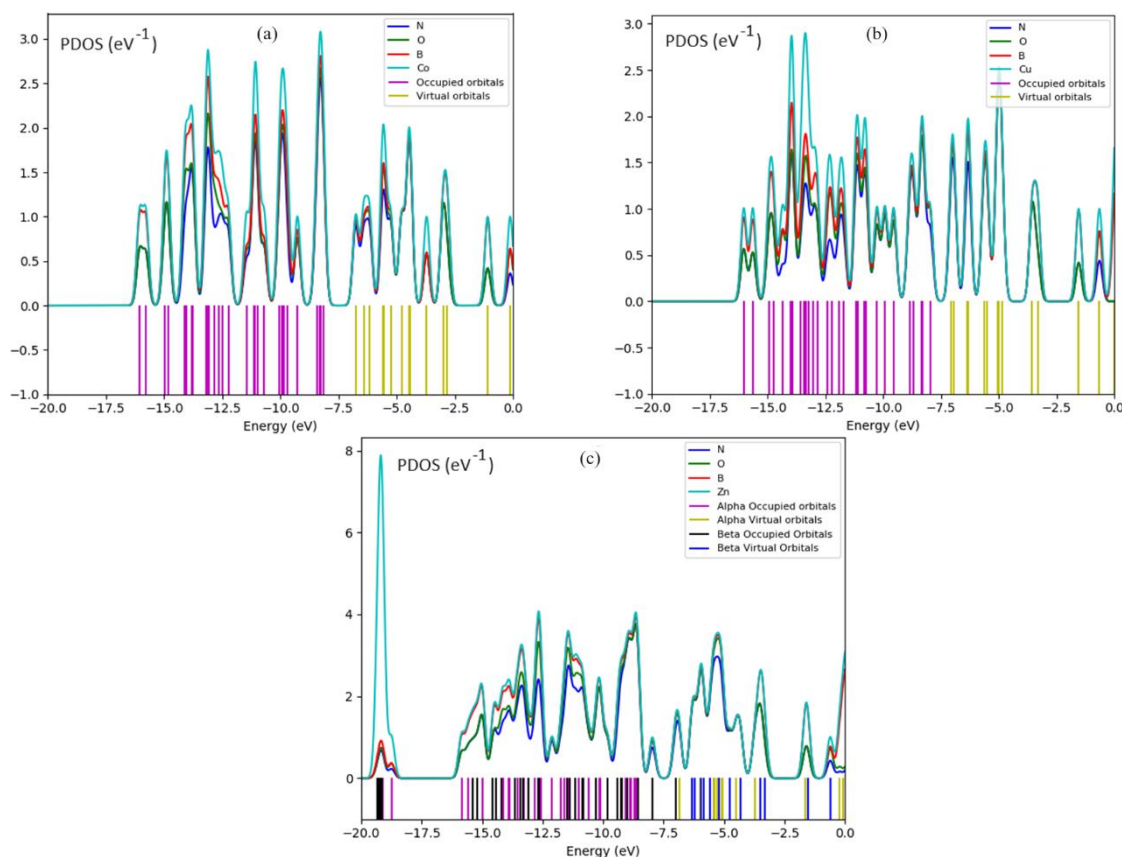 (a)
PDOS (eV-1)
N
O
B
Co
Occupied orbitals
Virtual orbitals
3.0
2.5
2.0
1.5
1.0
0.5
0.0
−0.5
−1.0
−20.0 −17.5 −15.0 −12.5 −10.0 −7.5 −5.0 −2.5 0.0
Energy (eV)
(b)
PDOS (eV-1)
N
O
B
Cu
Occupied orbitals
Virtual orbitals
3.0
2.5
2.0
1.5
1.0
0.5
0.0
−0.5
−1.0
−20.0 −17.5 −15.0 −12.5 −10.0 −7.5 −5.0 −2.5 0.0
Energy (eV)
(c)
PDOS (eV-1)
N
O
B
Zn
Alpha Occupied orbitals
Alpha Virtual orbitals
Beta Occupied Orbitals
Beta Virtual Orbitals
8
6
4
2
0
−20.0 −17.5 −15.0 −12.5 −10.0 −7.5 −5.0 −2.5 0.0
Energy (eV)